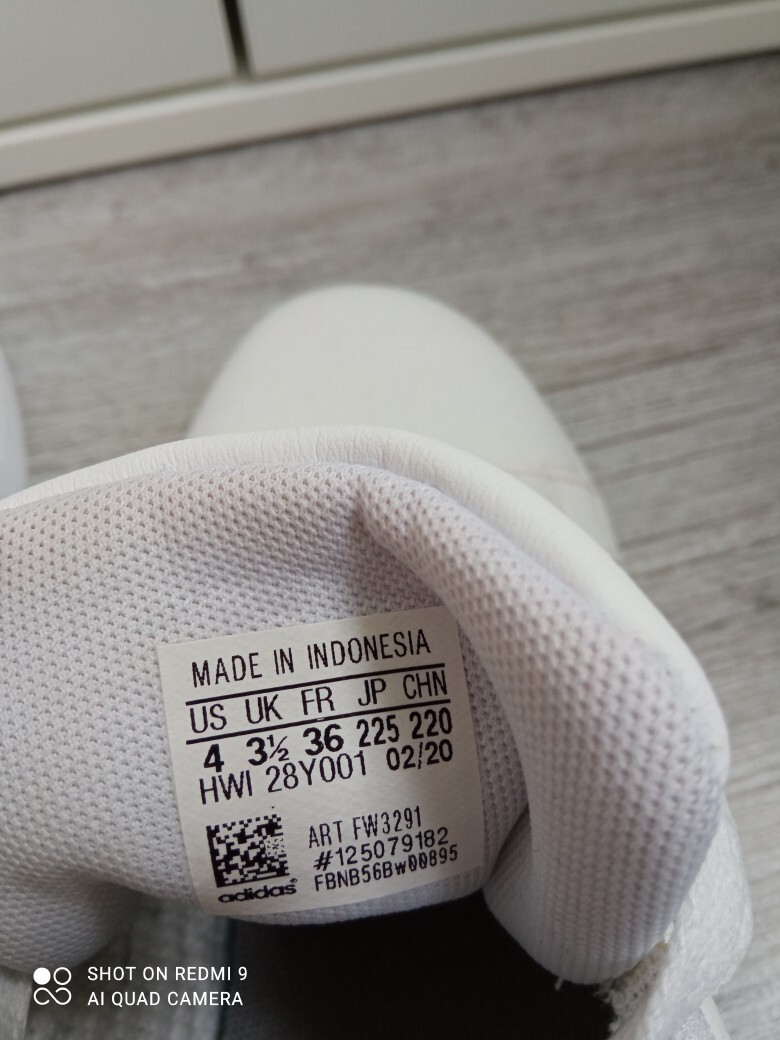 MADE IN INDONESIA
US UK FR JP CHN
4 3½ 36 225 220
HWI 28Y001 02/20
ART FW3291
#125079182
FBNB56Bw00895
adidas®
SHOT ON REDMI 9
AI QUAD CAMERA